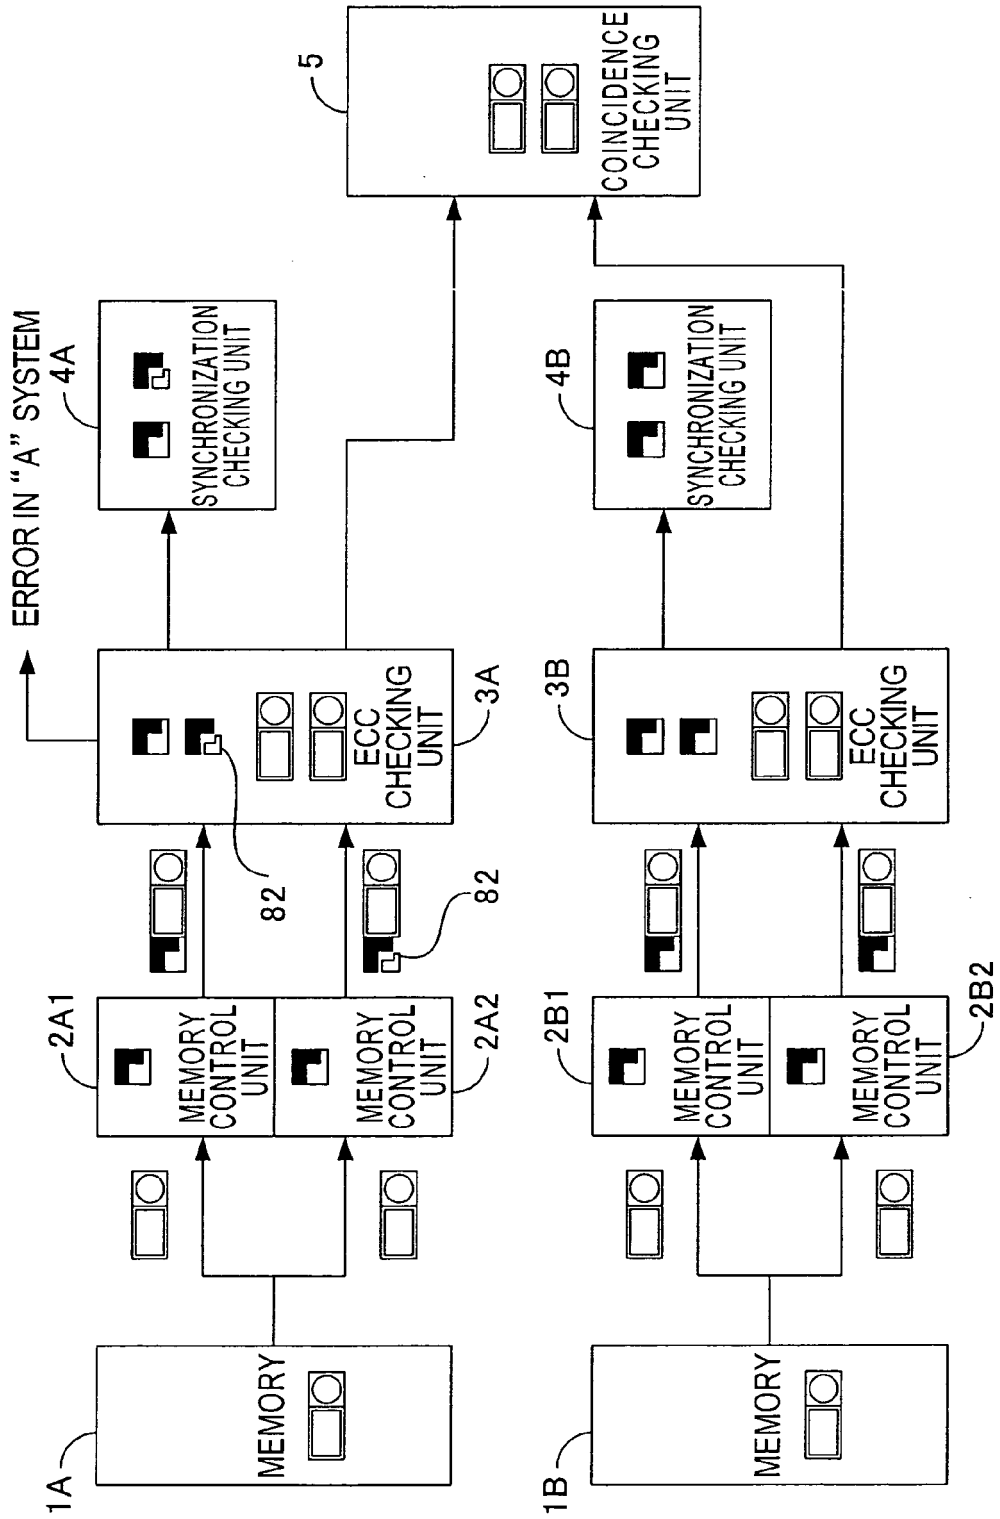 ERROR IN “A” SYSTEM
1A
MEMORY
2A1
MEMORY
CONTROL
UNIT
MEMORY
CONTROL
UNIT
2A2
82
82
ECC
CHECKING
UNIT
3A
4A
SYNCHRONIZATION
CHECKING UNIT
5
COINCIDENCE
CHECKING
UNIT
1B
MEMORY
2B1
MEMORY
CONTROL
UNIT
MEMORY
CONTROL
UNIT
2B2
3B
ECC
CHECKING
UNIT
4B
SYNCHRONIZATION
CHECKING UNIT